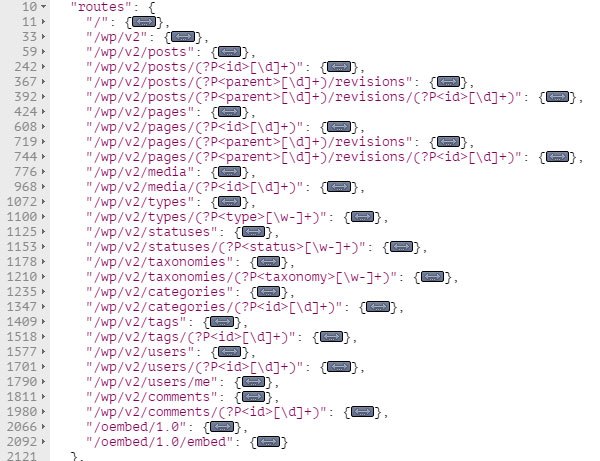 10 "routes": {
11 "/": {↔},
33 "/wp/v2": {↔},
59 "/wp/v2/posts": {↔},
242 "/wp/v2/posts/(?P<id>[\d]+)": {↔},
367 "/wp/v2/posts/(?P<parent>[\d]+)/revisions": {↔},
392 "/wp/v2/posts/(?P<parent>[\d]+)/revisions/(?P<id>[\d]+)": {↔},
424 "/wp/v2/pages": {↔},
608 "/wp/v2/pages/(?P<id>[\d]+)": {↔},
719 "/wp/v2/pages/(?P<parent>[\d]+)/revisions": {↔},
744 "/wp/v2/pages/(?P<parent>[\d]+)/revisions/(?P<id>[\d]+)": {↔},
776 "/wp/v2/media": {↔},
968 "/wp/v2/media/(?P<id>[\d]+)": {↔},
1072 "/wp/v2/types": {↔},
1100 "/wp/v2/types/(?P<type>[\w-]+)": {↔},
1125 "/wp/v2/statuses": {↔},
1153 "/wp/v2/statuses/(?P<status>[\w-]+)": {↔},
1178 "/wp/v2/taxonomies": {↔},
1210 "/wp/v2/taxonomies/(?P<taxonomy>[\w-]+)": {↔},
1235 "/wp/v2/categories": {↔},
1347 "/wp/v2/categories/(?P<id>[\d]+)": {↔},
1409 "/wp/v2/tags": {↔},
1518 "/wp/v2/tags/(?P<id>[\d]+)": {↔},
1577 "/wp/v2/users": {↔},
1701 "/wp/v2/users/(?P<id>[\d]+)": {↔},
1790 "/wp/v2/users/me": {↔},
1811 "/wp/v2/comments": {↔},
1980 "/wp/v2/comments/(?P<id>[\d]+)": {↔},
2066 "/oembed/1.0": {↔},
2092 "/oembed/1.0/embed": {↔}
2121 },